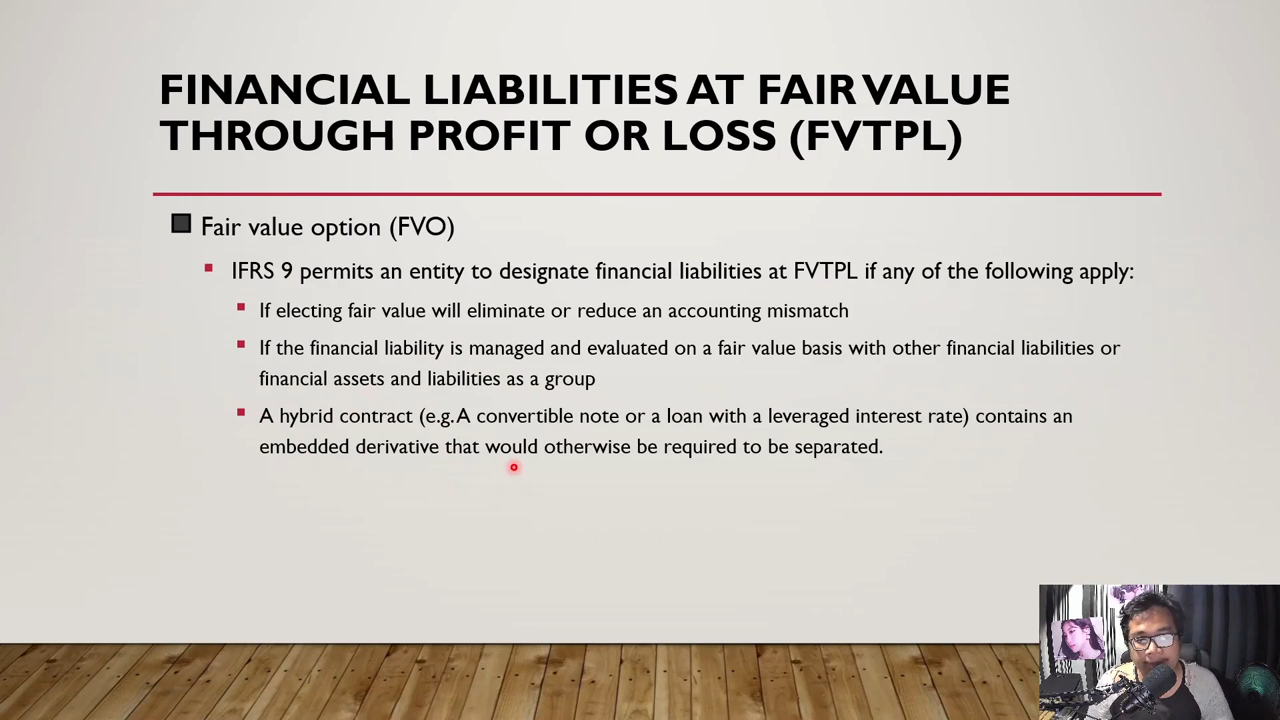 FINANCIAL LIABILITIES AT FAIR VALUE
THROUGH PROFIT OR LOSS (FVTPL)
Fair value option (FVO)
IFRS 9 permits an entity to designate financial liabilities at FVTPL if any of the following apply:
If electing fair value will eliminate or reduce an accounting mismatch
If the financial liability is managed and evaluated on a fair value basis with other financial liabilities or
financial assets and liabilities as a group
A hybrid contract (e.g. A convertible note or a loan with a leveraged interest rate) contains an
embedded derivative that would otherwise be required to be separated.